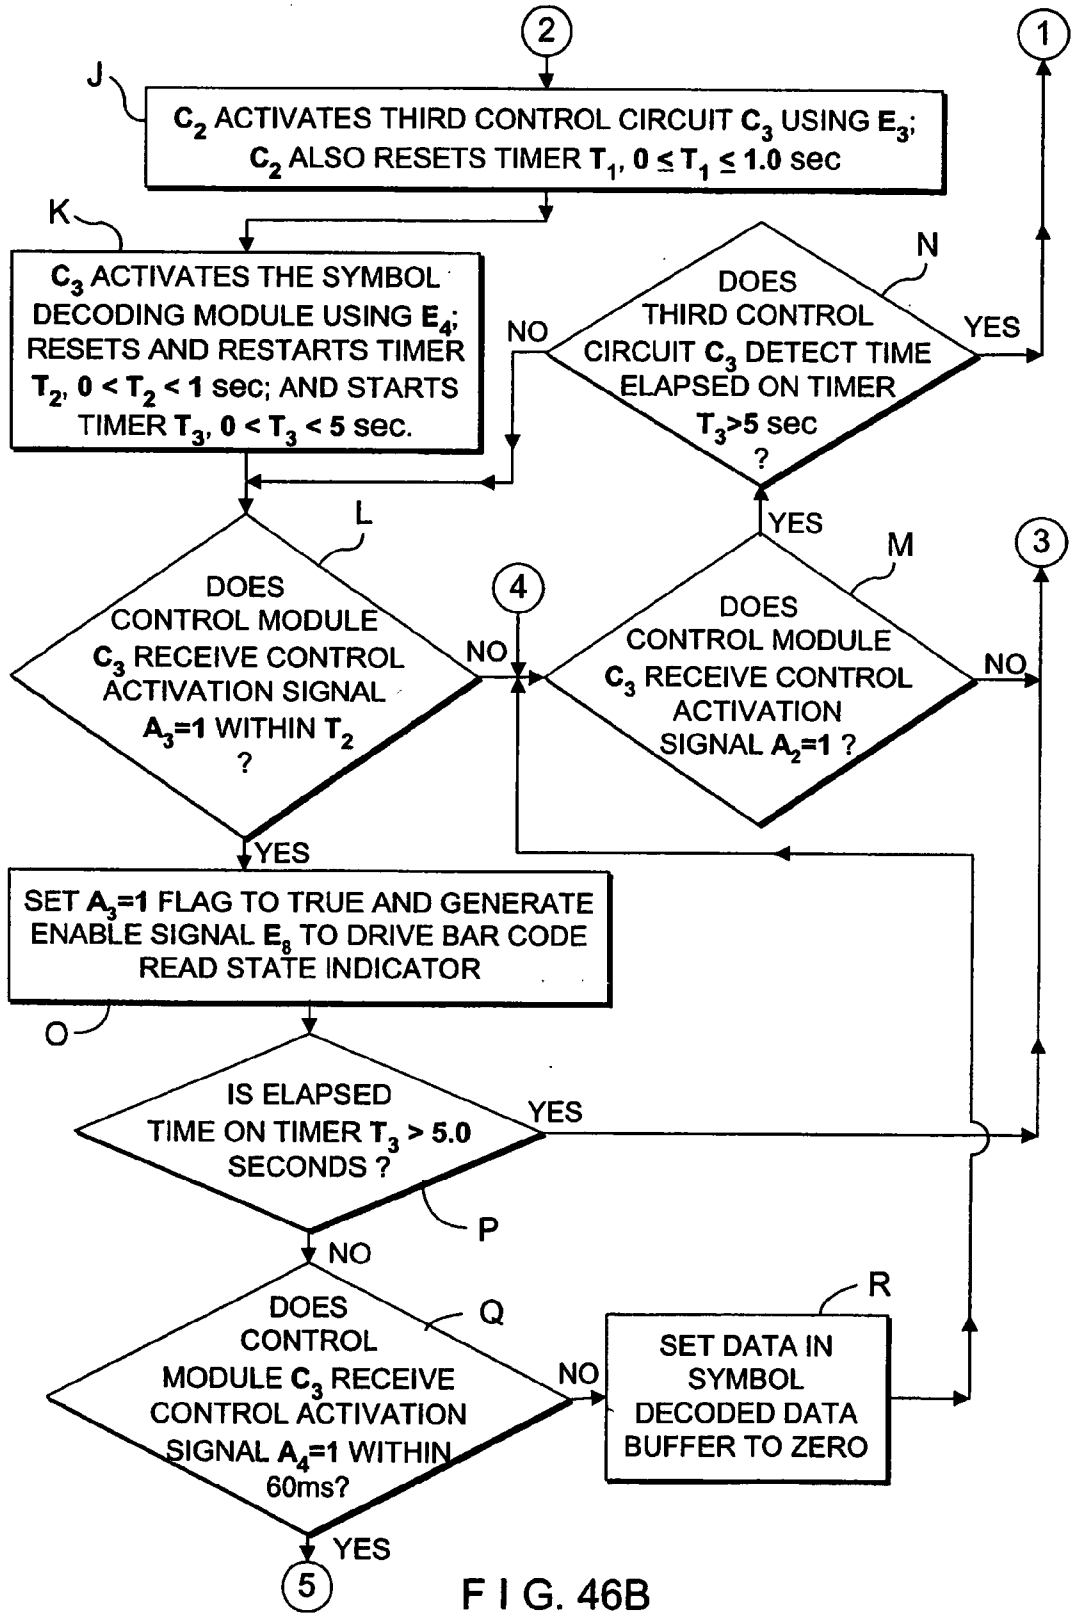 2
1
J
C₂ ACTIVATES THIRD CONTROL CIRCUIT C₃ USING E₃;
C₂ ALSO RESETS TIMER T₁, 0 ≤ T₁ ≤ 1.0 sec
K
C₃ ACTIVATES THE SYMBOL
DECODING MODULE USING E₄;
RESETS AND RESTARTS TIMER
T₂, 0 < T₂ < 1 sec; AND STARTS
TIMER T₃, 0 < T₃ < 5 sec.
N
DOES
THIRD CONTROL
CIRCUIT C₃ DETECT TIME
ELAPSED ON TIMER
T₃>5 sec
?
NO
YES
L
DOES
CONTROL MODULE
C₃ RECEIVE CONTROL
ACTIVATION SIGNAL
A₃=1 WITHIN T₂
?
NO
YES
4
YES
M
DOES
CONTROL MODULE
C₃ RECEIVE CONTROL
ACTIVATION
SIGNAL A₂=1 ?
NO
3
SET A₃=1 FLAG TO TRUE AND GENERATE
ENABLE SIGNAL E₈ TO DRIVE BAR CODE
READ STATE INDICATOR
O
IS ELAPSED
TIME ON TIMER T₃ > 5.0
SECONDS ?
YES
P
NO
Q
DOES
CONTROL
MODULE C₃ RECEIVE
CONTROL ACTIVATION
SIGNAL A₄=1 WITHIN
60ms?
NO
R
SET DATA IN
SYMBOL
DECODED DATA
BUFFER TO ZERO
YES
5
F I G. 46B